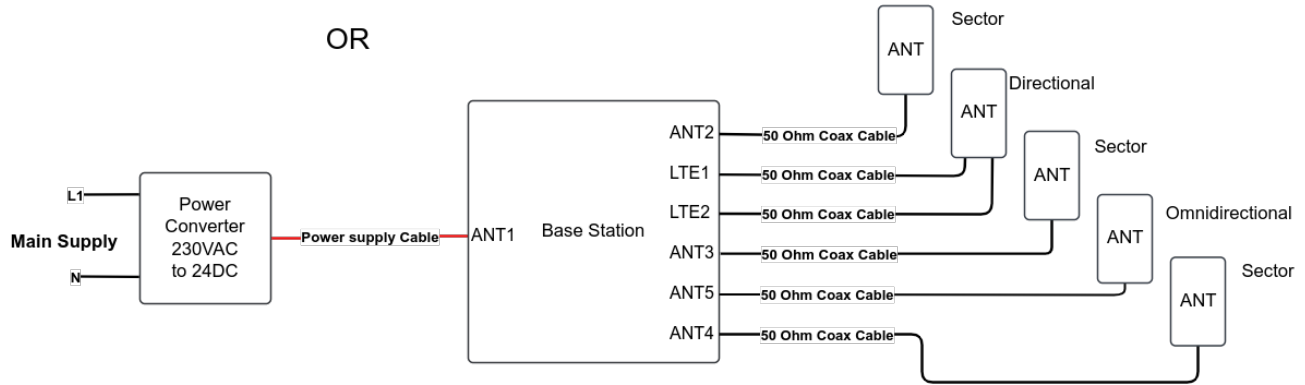 OR
Sector
ANT
Directional
ANT
Sector
ANT
Omnidirectional
ANT
Sector
ANT
ANT2
50 Ohm Coax Cable
LTE1
50 Ohm Coax Cable
LTE2
50 Ohm Coax Cable
ANT3
50 Ohm Coax Cable
ANT5
50 Ohm Coax Cable
ANT4
50 Ohm Coax Cable
L1
Main Supply
N
Power
Converter
230VAC
to 24DC
Power supply Cable
ANT1
Base Station